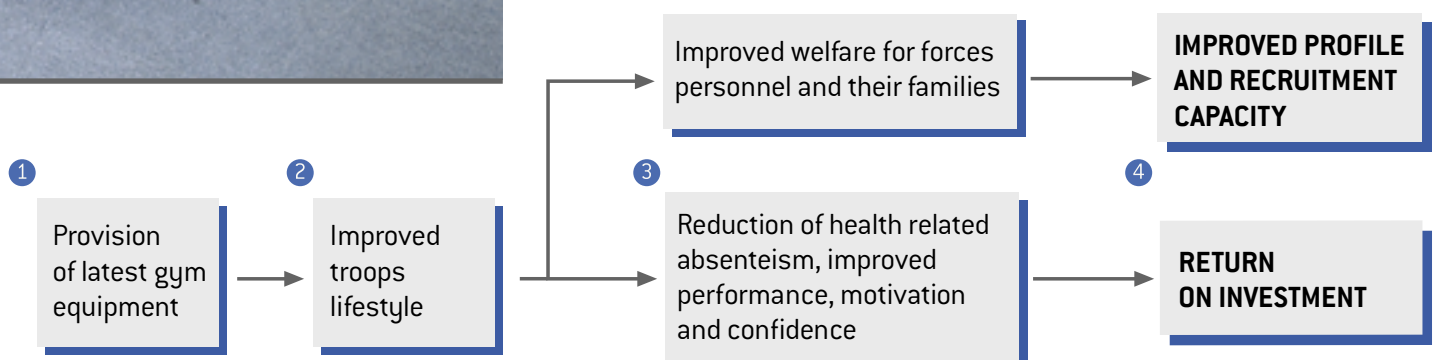 Improved welfare for forces
personnel and their families
IMPROVED PROFILE
AND RECRUITMENT
CAPACITY
1
Provision
of latest gym
equipment
2
Improved
troops
lifestyle
3
Reduction of health related
absenteism, improved
performance, motivation
and confidence
4
RETURN
ON INVESTMENT